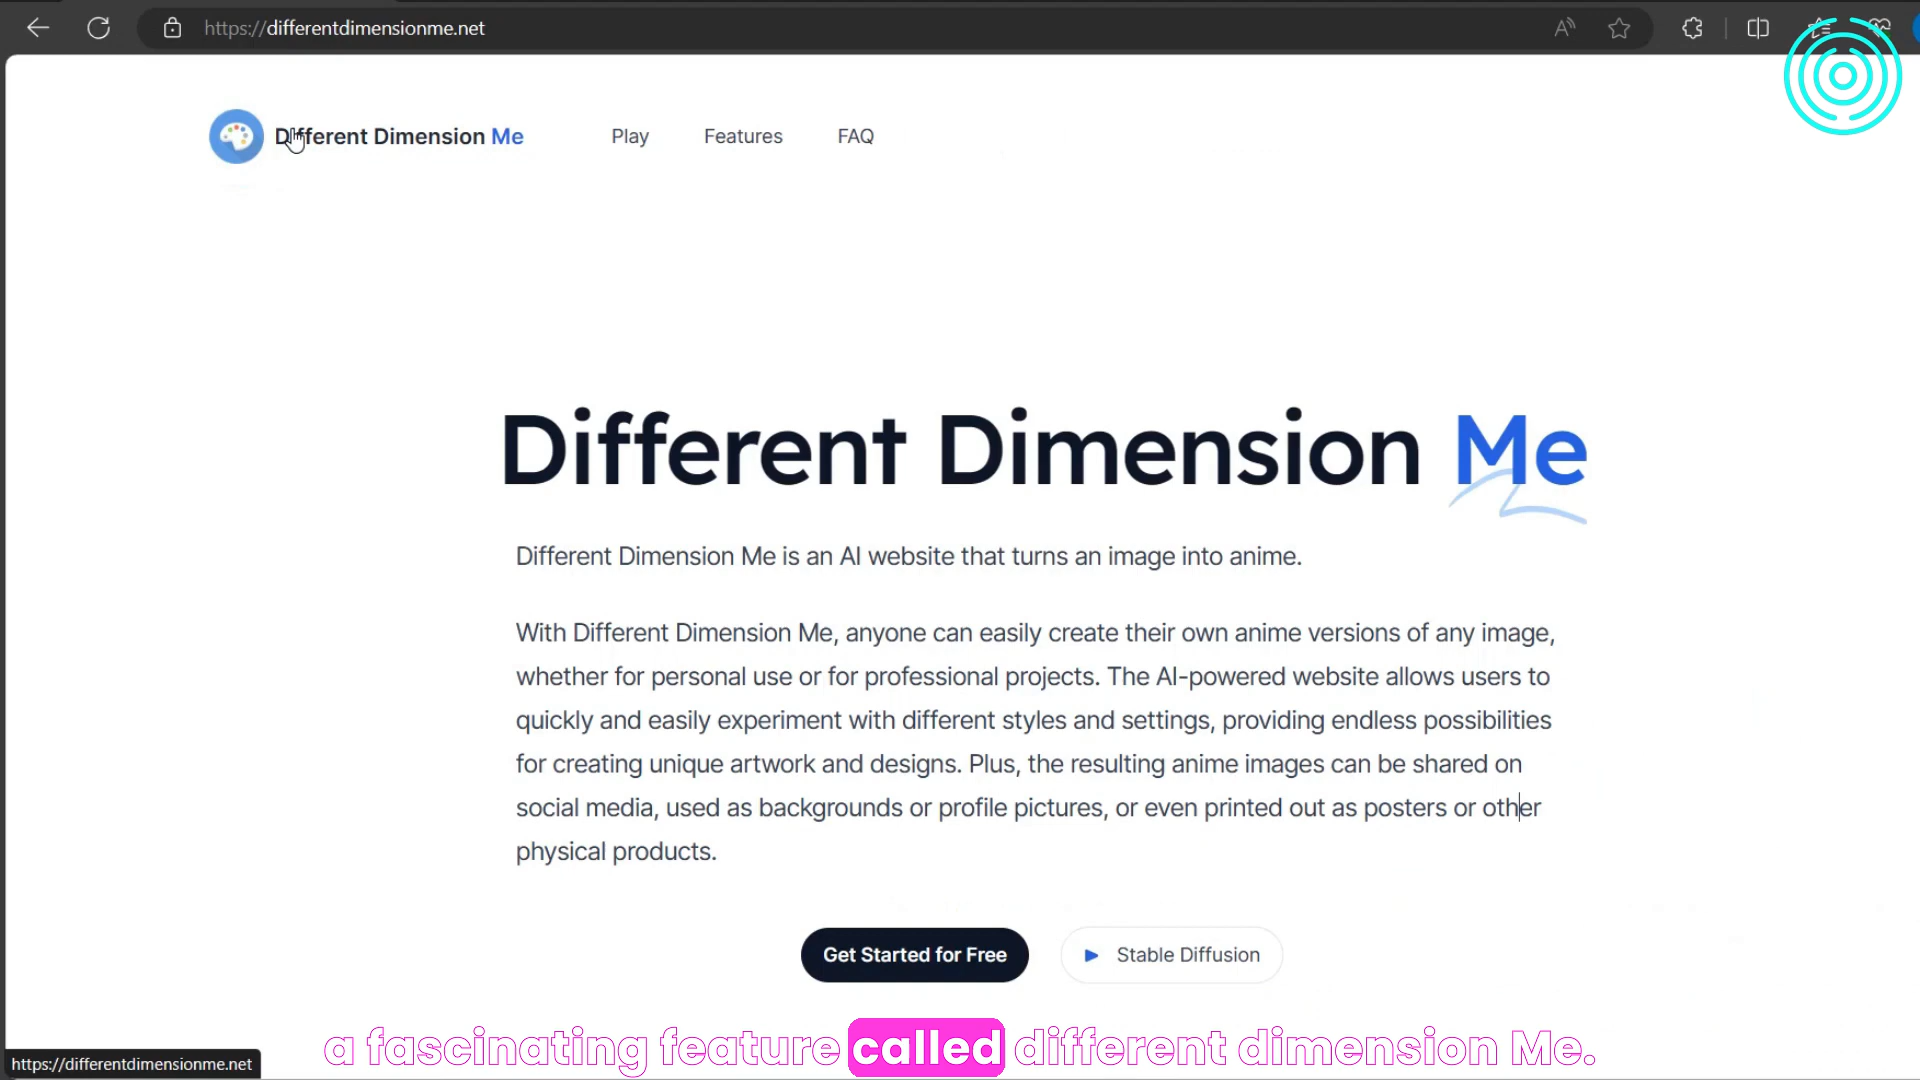 https://differentdimensionme.net
Different Dimension Me
Play
Features
FAQ
Different Dimension Me
Different Dimension Me is an AI website that turns an image into anime.
With Different Dimension Me, anyone can easily create their own anime versions of any image,
whether for personal use or for professional projects. The AI-powered website allows users to
quickly and easily experiment with different styles and settings, providing endless possibilities
for creating unique artwork and designs. Plus, the resulting anime images can be shared on
social media, used as backgrounds or profile pictures, or even printed out as posters or other
physical products.
Get Started for Free
Stable Diffusion
a fascinating feature called different dimension Me.
https://differentdimensionme.net